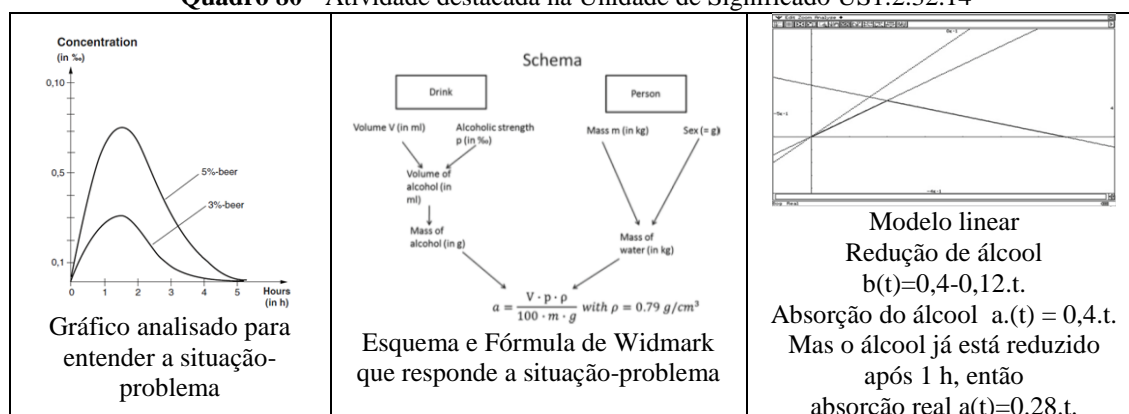 Quadro 80 - Atividade destacada na Unidade de Significado US1.2.32.14
Concentration
(in ‰)
0,10
0,5
0,1
5%-beer
3%-beer
0 1 2 3 4 5 Hours
(in h)
Gráfico analisado para
entender a situação-
problema
Schema
Drink
Person
Volume V (in ml)
Alcoholic strength
p (in ‰)
Mass m (in kg)
Sex (= g)
Volume of
alcohol (in
ml)
Mass of
alcohol (in g)
Mass of
water (in kg)
a = V · p · ρ / 100 · m · g with ρ = 0.79 g/cm³
Esquema e Fórmula de Widmark
que responde a situação-problema
Edit Zoom Analyze
Modelo linear
Redução de álcool
b(t)=0,4-0,12.t.
Absorção do álcool a.(t) = 0,4.t.
Mas o álcool já está reduzido
após 1 h, então
absorção real a(t)=0,28.t.